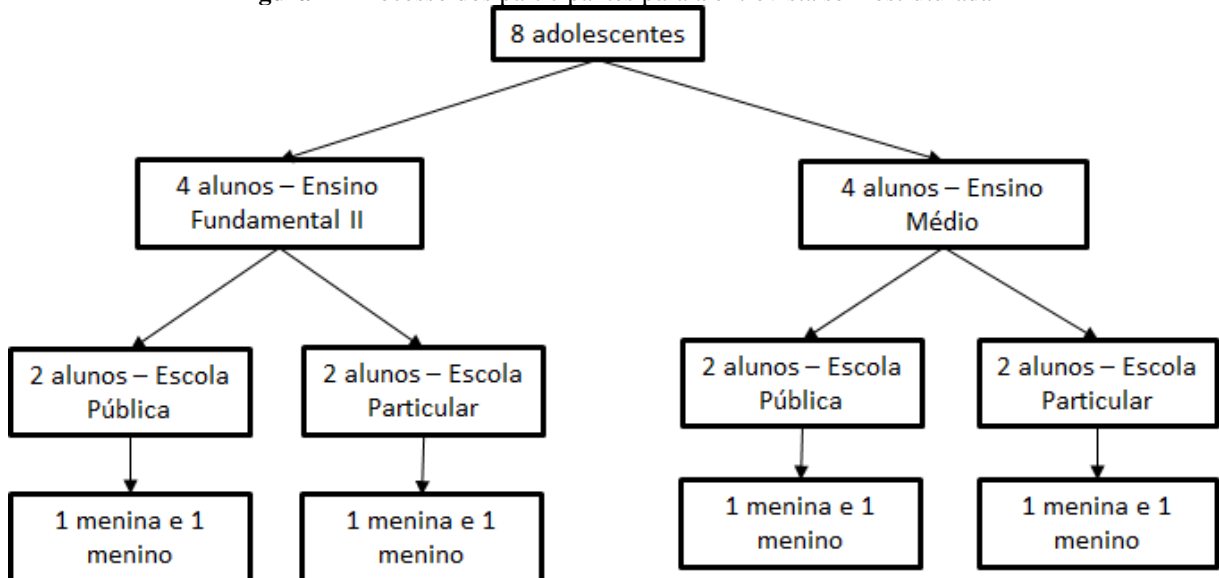 8 adolescentes
4 alunos – Ensino
Fundamental II
4 alunos – Ensino
Médio
2 alunos – Escola
Pública
2 alunos – Escola
Particular
2 alunos – Escola
Pública
2 alunos – Escola
Particular
1 menina e 1
menino
1 menina e 1
menino
1 menina e 1
menino
1 menina e 1
menino